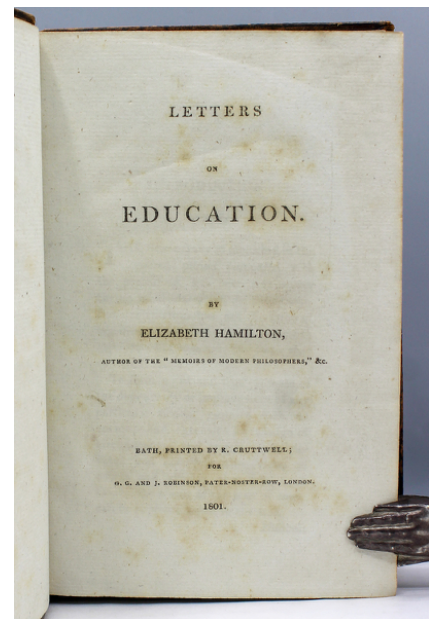 LETTERS
ON
EDUCATION.
BY
ELIZABETH HAMILTON,
AUTHOR OF THE "MEMOIRS OF MODERN PHILOSOPHERS," &c.
BATH, PRINTED BY R. CRUTTWELL;
FOR
G. G. AND J. ROBINSON, PATER-NOSTER-ROW, LONDON.
1801.